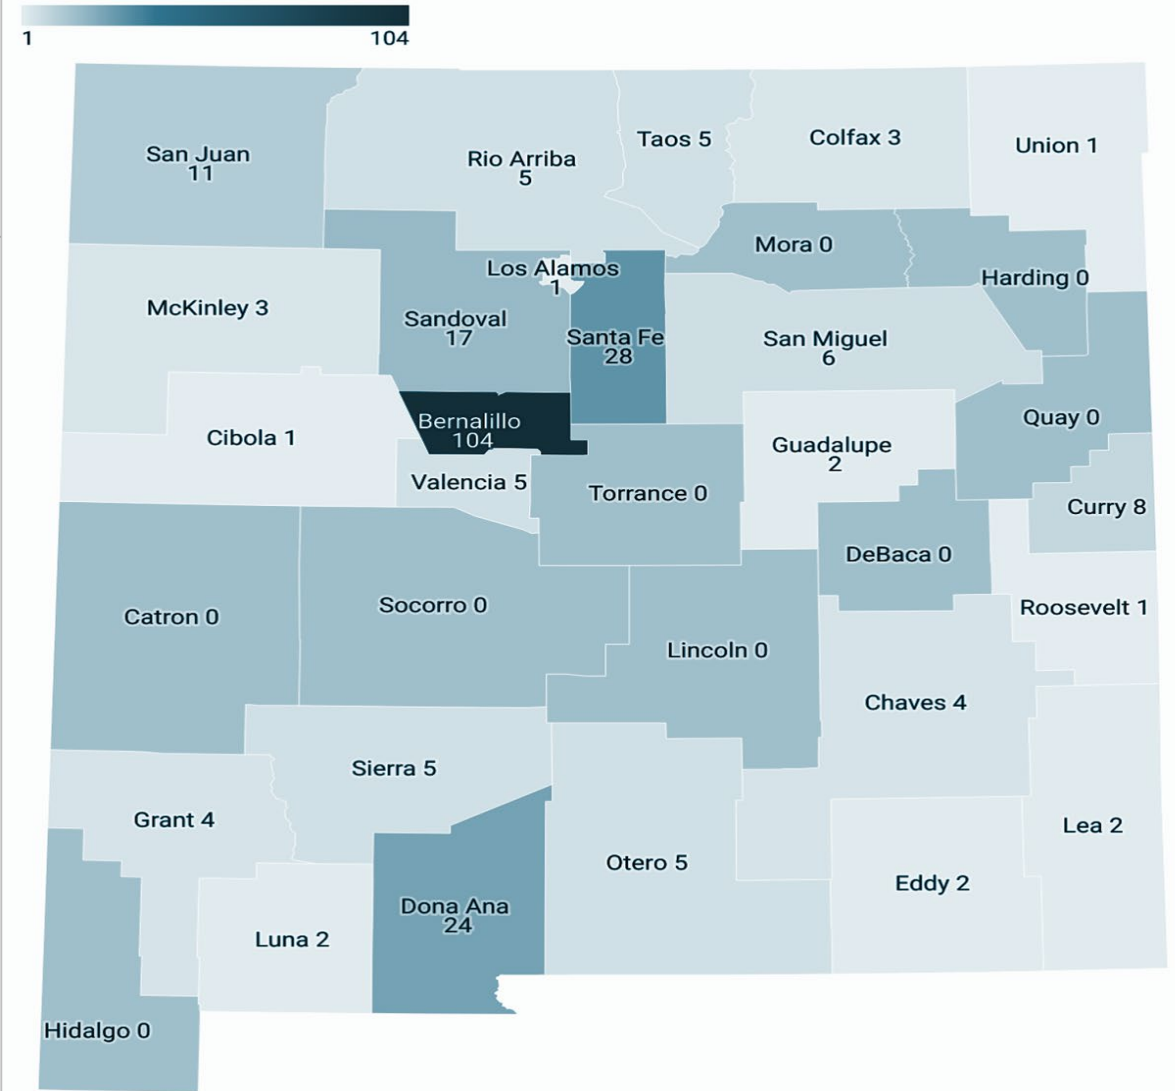 1
104
San Juan
11
Rio Arriba
5
Taos 5
Colfax 3
Union 1
Mora 0
Harding 0
Los Alamos
1
McKinley 3
Sandoval
17
Santa Fe
28
San Miguel
6
Bernalillo
104
Cibola 1
Valencia 5
Torrance 0
Guadalupe
2
Quay 0
Curry 8
DeBaca 0
Roosevelt 1
Catron 0
Socorro 0
Lincoln 0
Chaves 4
Sierra 5
Grant 4
Otero 5
Lea 2
Eddy 2
Dona Ana
24
Luna 2
Hidalgo 0